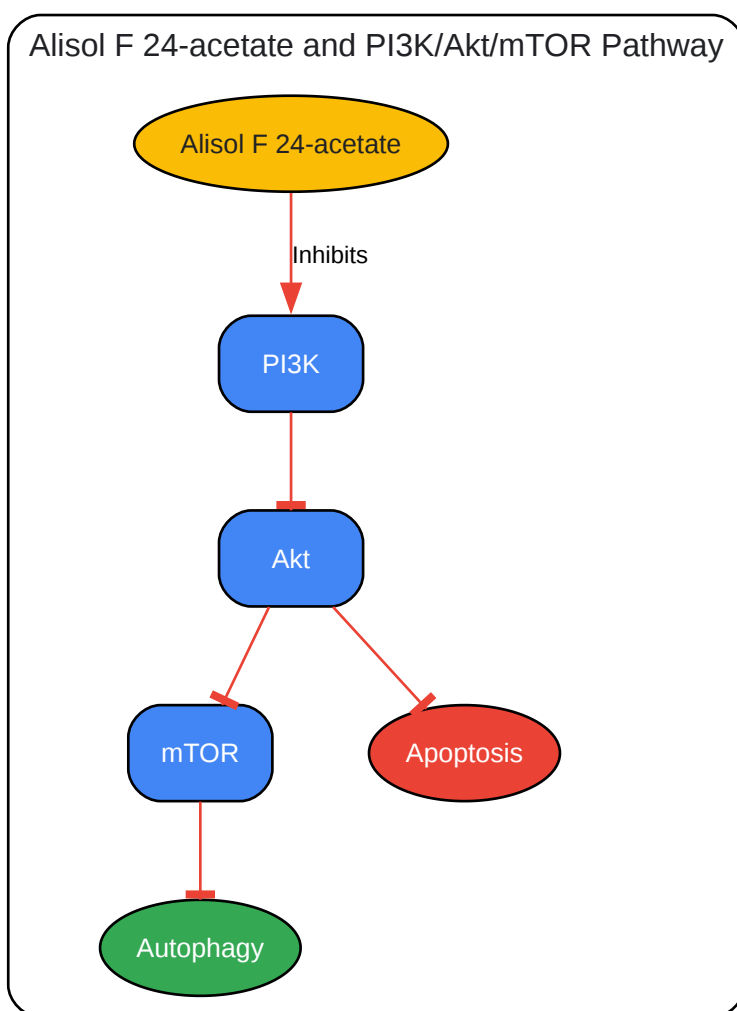 Alisol F 24-acetate and PI3K/Akt/mTOR Pathway
Alisol F 24-acetate
Inhibits
PI3K
Akt
mTOR
Apoptosis
Autophagy